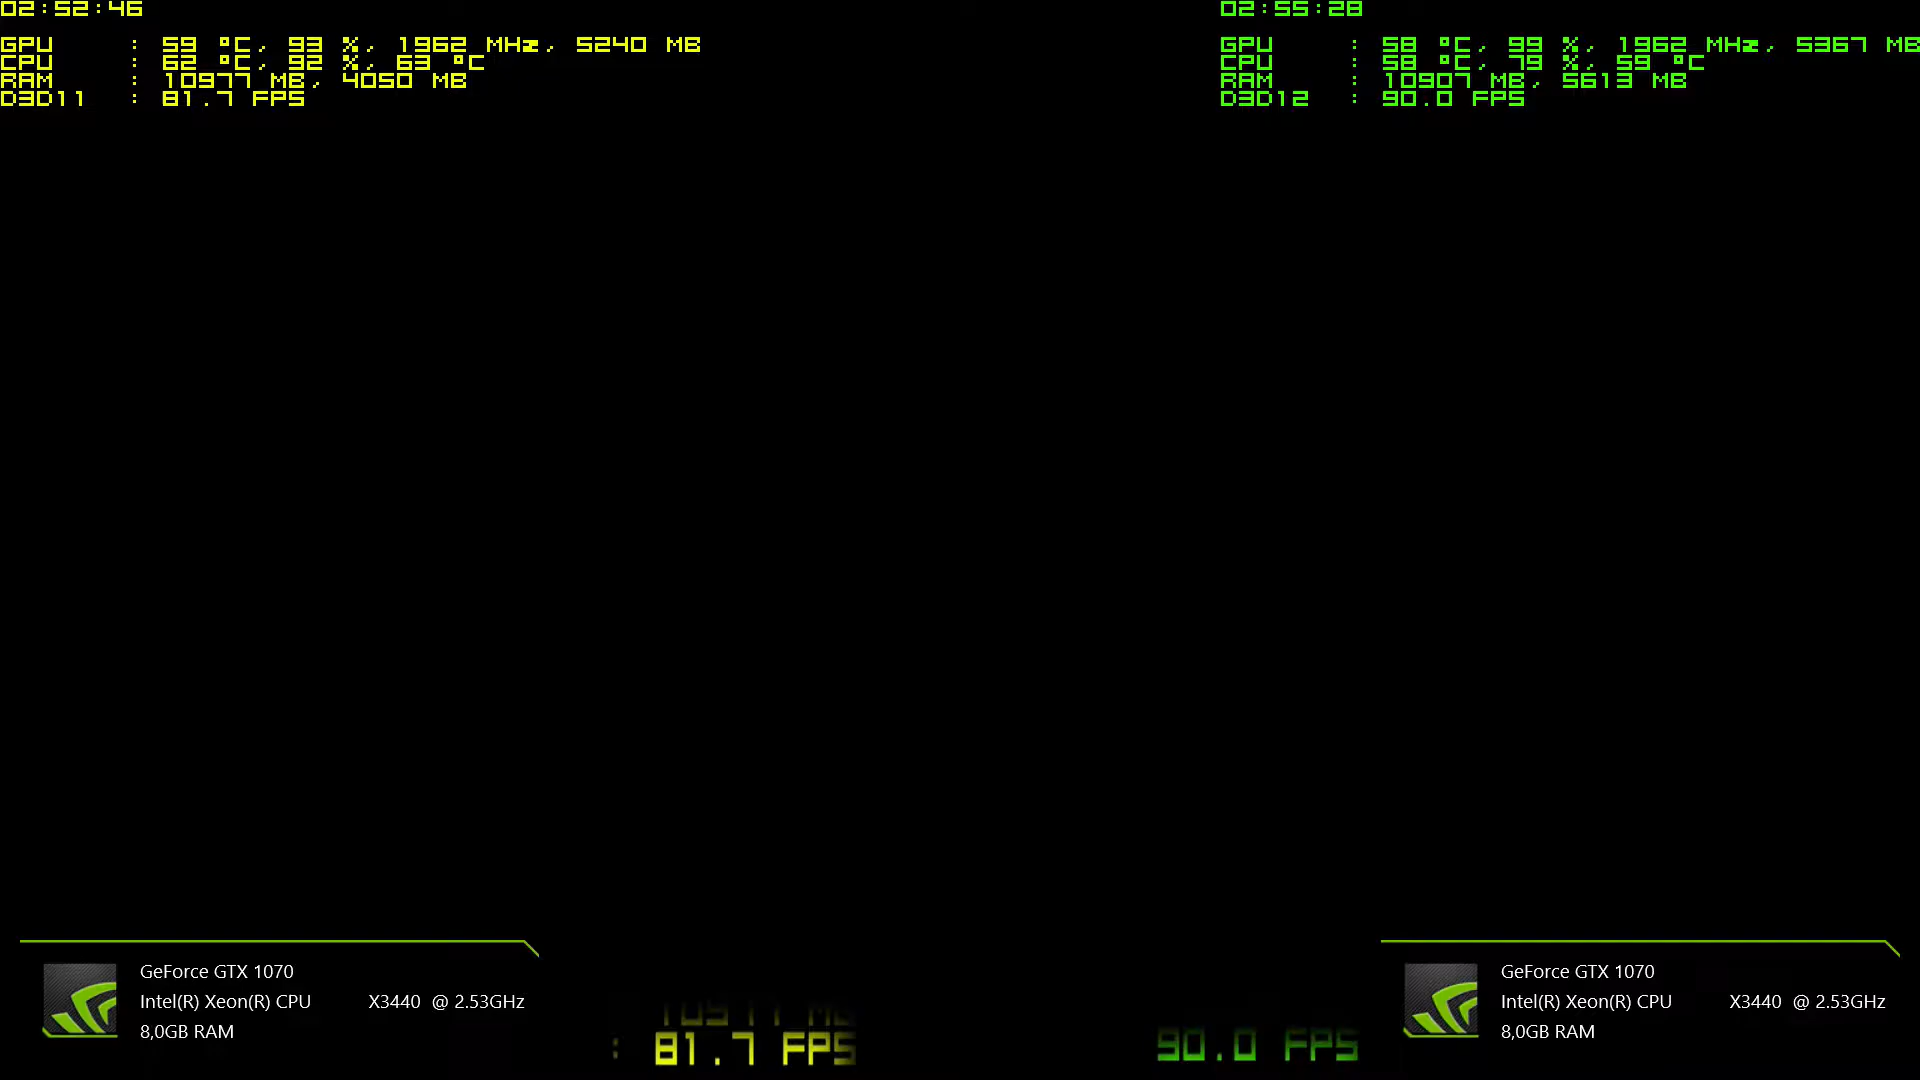 02:52:46
GPU : 59 °C, 93 %, 1962 MHz, 5240 MB
CPU : 62 °C, 92 %, 63 °C
RAM : 10977 MB, 4050 MB
D3D11 : 81.7 FPS
02:55:28
GPU : 58 °C, 99 %, 1962 MHz, 5367 MB
CPU : 58 °C, 79 %, 59 °C
RAM : 10907 MB, 5613 MB
D3D12 : 90.0 FPS
GeForce GTX 1070
Intel(R) Xeon(R) CPU X3440 @ 2.53GHz
8,0GB RAM
10977 MB
: 81.7 FPS
90.0 FPS
GeForce GTX 1070
Intel(R) Xeon(R) CPU X3440 @ 2.53GHz
8,0GB RAM